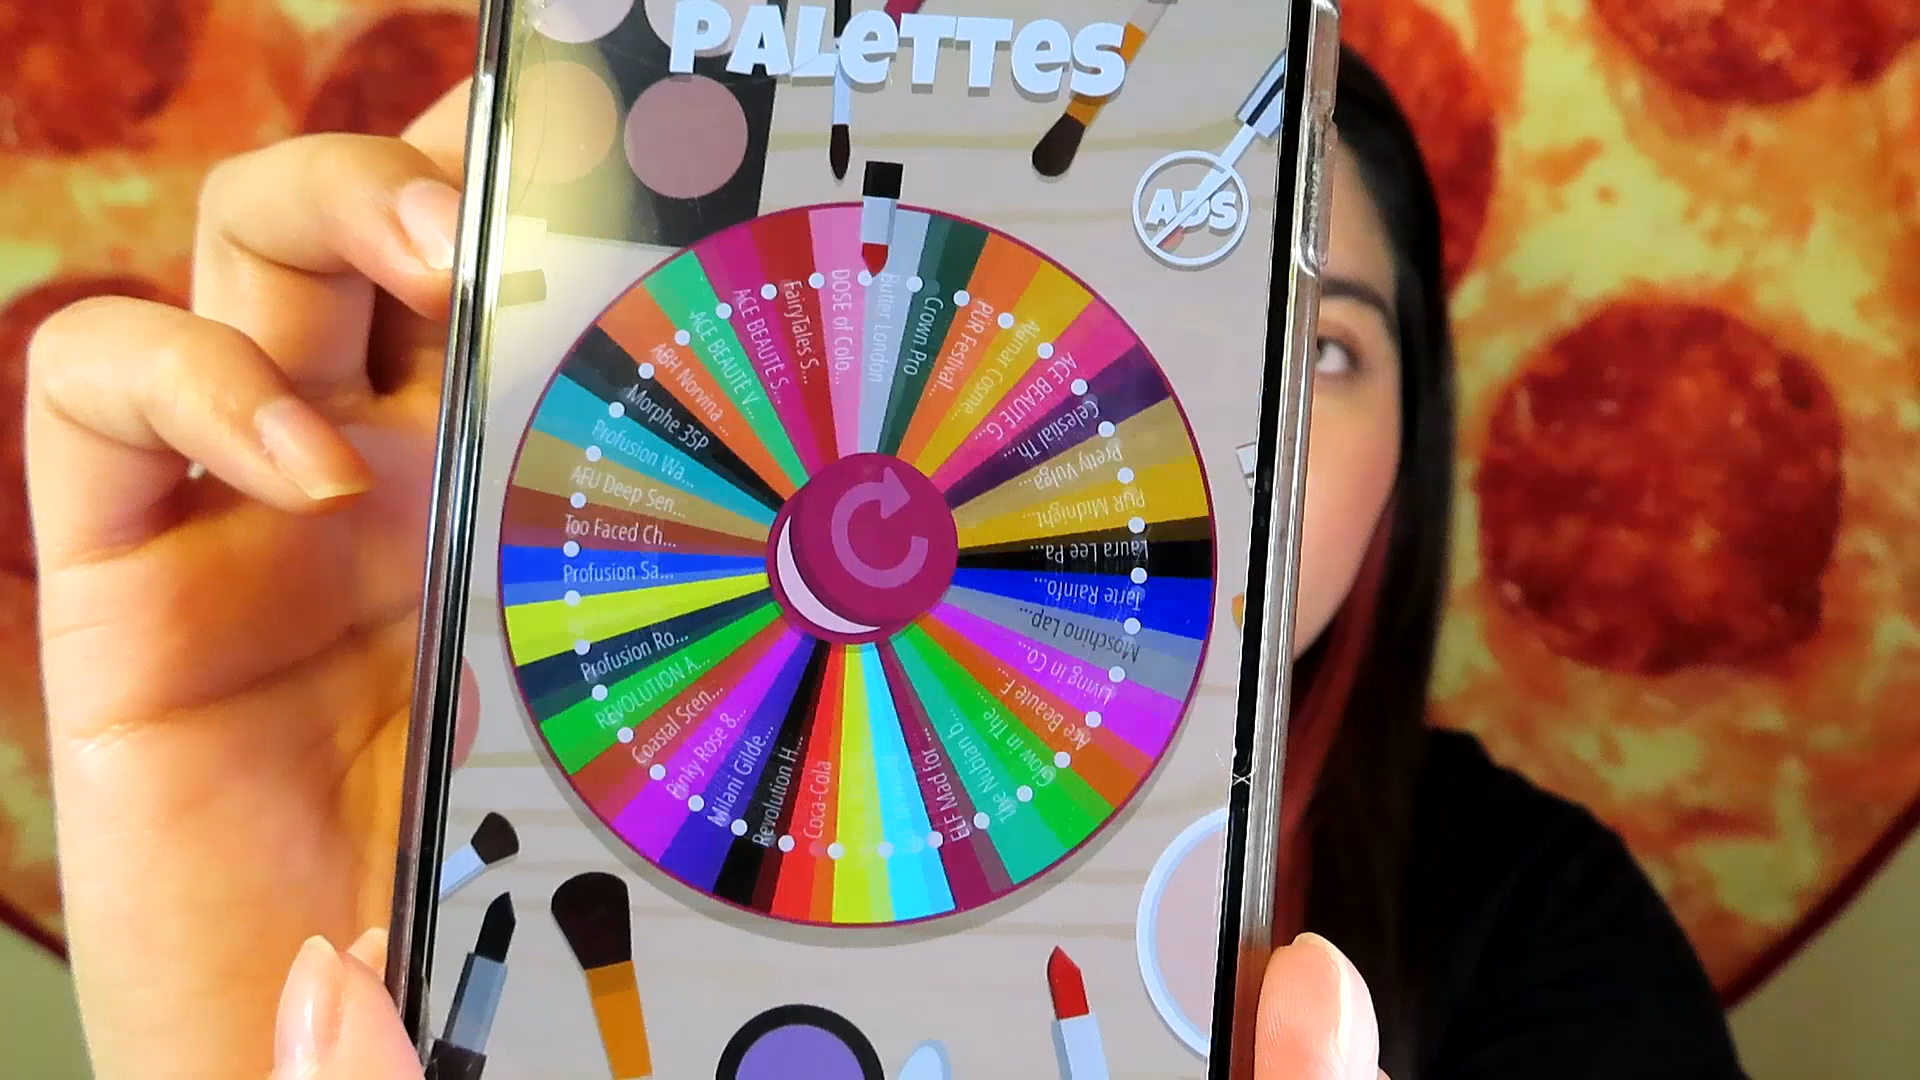 PALETTES
ADS
Butter London
Crown Pro
PÜR Festival...
Alamar Cosme...
ACE BEAUTE G...
Celestial Th...
Pretty Vulga...
PÜR Midnight...
Laura Lee Pa...
Tarte Rainfo...
Moschino Lap...
Living in Co...
Ace Beaute F...
Glow in The ...
The Nubian b...
ELF Mad for ...
Coca-Cola
Revolution H...
Milani Gilde...
Pinky Rose 8...
Coastal Scen...
REVOLUTION A...
Profusion Ro...
Profusion Sa...
Too Faced Ch...
AFU Deep Sen...
Profusion Wa...
Morphe 35P
ABH Norvina ...
ACE BEAUTE V...
ACE BEAUTE S...
FairyTales S...
DOSE of Colo...